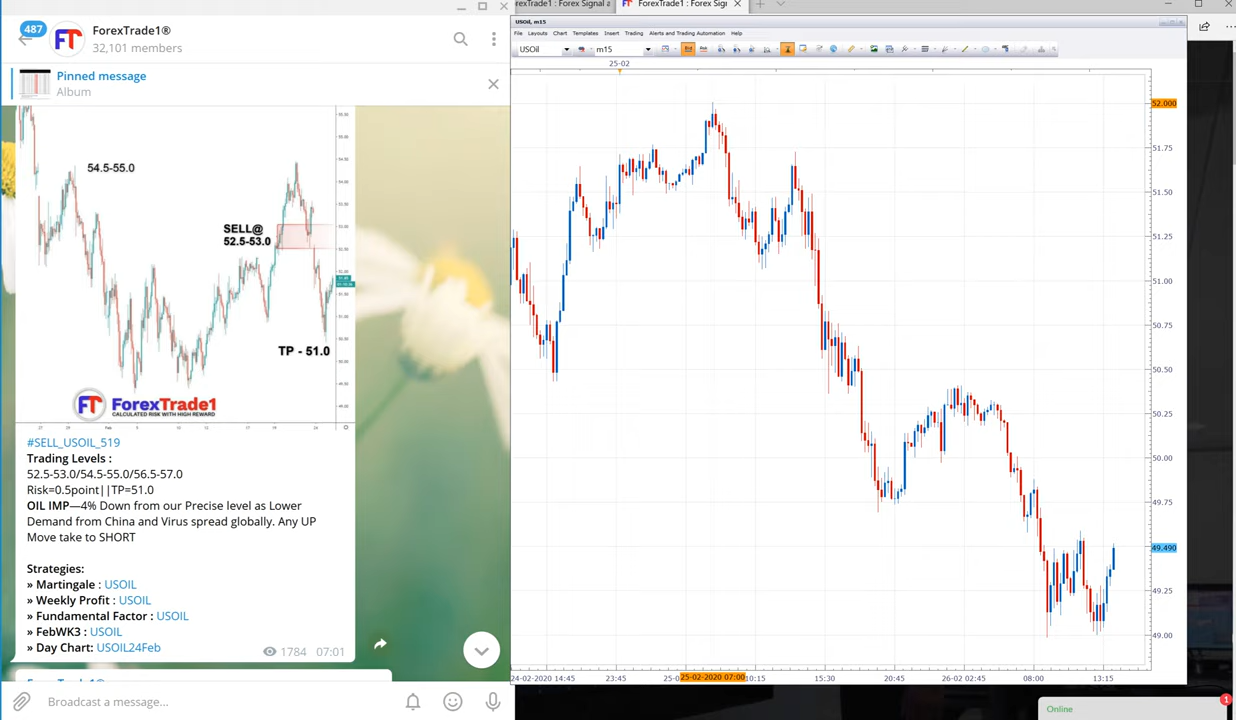 487
ForexTrade1®
32,101 members
Pinned message
Album
54.5-55.0
SELL@
52.5-53.0
TP - 51.0
FT ForexTrade1
CALCULATED RISK WITH HIGH REWARD
#SELL_USOIL_519
Trading Levels :
52.5-53.0/54.5-55.0/56.5-57.0
Risk=0.5point||TP=51.0
OIL IMP—4% Down from our Precise level as Lower
Demand from China and Virus spread globally. Any UP
Move take to SHORT
Strategies:
» Martingale : USOIL
» Weekly Profit : USOIL
» Fundamental Factor : USOIL
» FebWK3 : USOIL
» Day Chart: USOIL24Feb
1784 07:01
Broadcast a message...
ForexTrade1 : Forex Sig
USOil, m15
File Layouts Chart Templates Insert Trading Alerts and Trading Automation Help
USOil m15
25-02
52.000
51.75
51.50
51.25
51.00
50.75
50.50
50.25
50.00
49.75
49.490
49.25
49.00
24-02-2020 14:45 23:45 25-0 25-02-2020 07:00 10:15 15:30 20:45 26-02 02:45 08:00 13:15
Online
1